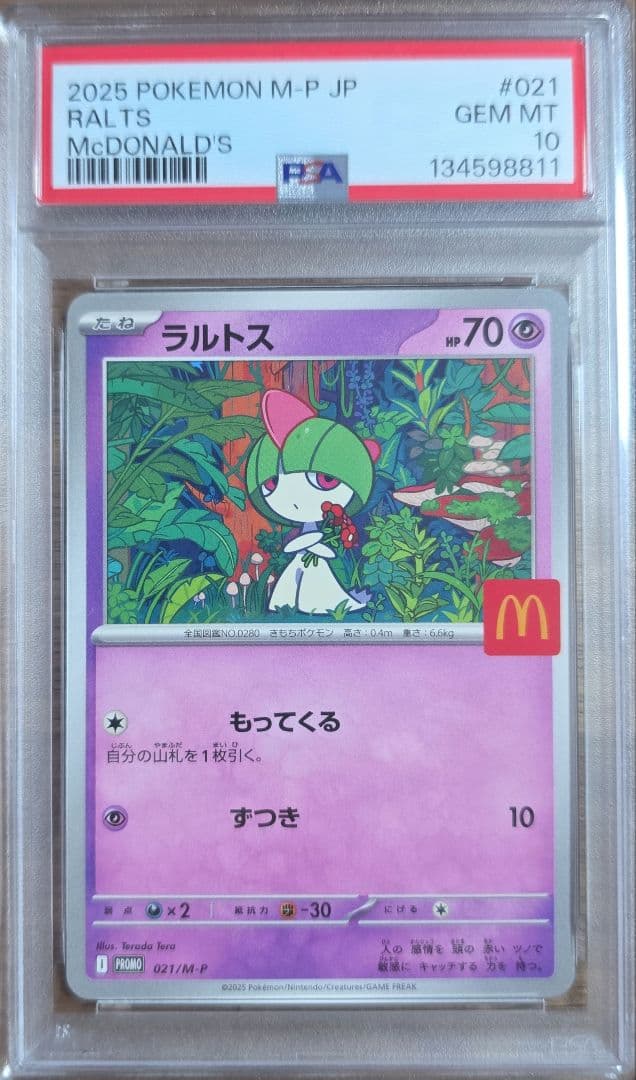 2025 POKEMON M-P JP #021
RALTS GEM MT
McDONALD'S 10
PSA 134598811
たね ラルトス HP70
全国図鑑NO.0280 きもちポケモン 高さ:0.4m 重さ:6.6kg
もってくる
自分の山札を1枚引く。
ずつき 10
弱点 ×2 抵抗力 -30 にげる
Illus. Terada Tera
人の感情を頭の赤いツノで
敏感にキャッチする力を持つ。
I PROMO 021/M-P
©2025 Pokémon/Nintendo/Creatures/GAME FREAK